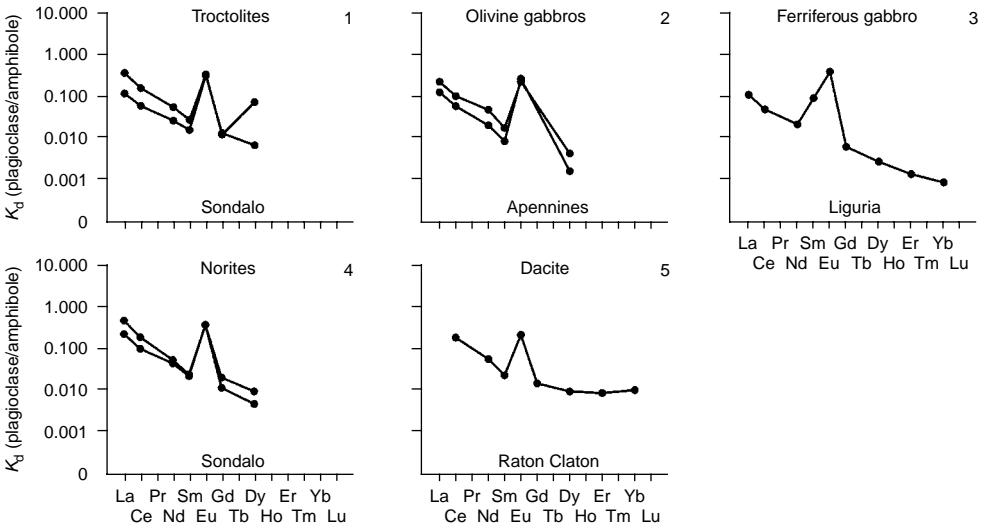 Troctolites 1
10.000
1.000
0.100
0.010
0.001
0
Kd (plagioclase/amphibole)
Sondalo
Olivine gabbros 2
Apennines
Ferriferous gabbro 3
Liguria
La Pr Sm Gd Dy Er Yb
Ce Nd Eu Tb Ho Tm Lu
Norites 4
10.000
1.000
0.100
0.010
0.001
0
Kd (plagioclase/amphibole)
Sondalo
La Pr Sm Gd Dy Er Yb
Ce Nd Eu Tb Ho Tm Lu
Dacite 5
Raton Claton
La Pr Sm Gd Dy Er Yb
Ce Nd Eu Tb Ho Tm Lu